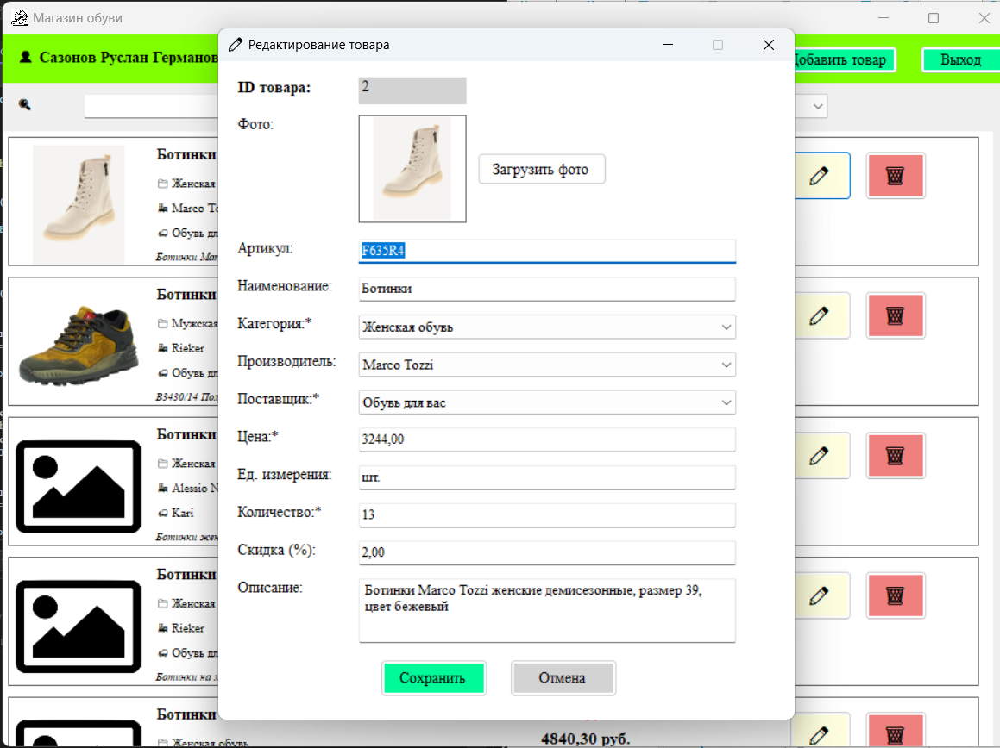 Магазин обуви
Сазонов Руслан Германов
Добавить товар
Выход
Редактирование товара
ID товара:
2
Фото:
Загрузить фото
Артикул:
F635R4
Наименование:
Ботинки
Категория:*
Женская обувь
Производитель:
Marco Tozzi
Поставщик:*
Обувь для вас
Цена:*
3244,00
Ед. измерения:
шт.
Количество:*
13
Скидка (%):
2,00
Описание:
Ботинки Marco Tozzi женские демисезонные, размер 39,
цвет бежевый
Сохранить
Отмена
Ботинки
Женская
Marco To
Обувь дл
Ботинки Mar
Ботинки
Мужская
Rieker
Обувь дл
B3430/14 Пол
Ботинки
Женская
Alessio N
Kari
Ботинки жен
Ботинки
Женская
Rieker
Обувь дл
Ботинки на
Ботинки
Женская обувь
4840,30 руб.